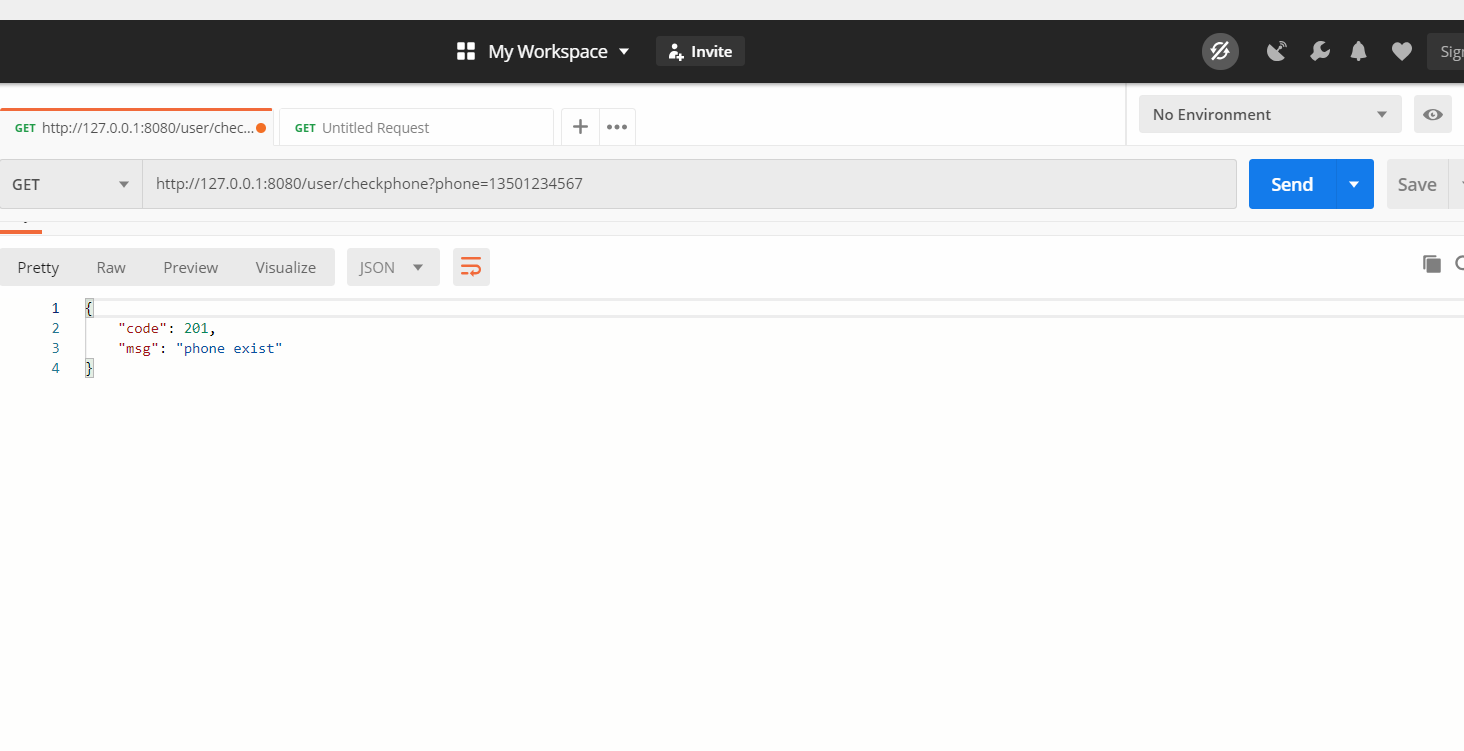 My Workspace Invite Sig
GET http://127.0.0.1:8080/user/chec... GET Untitled Request No Environment
GET http://127.0.0.1:8080/user/checkphone?phone=13501234567 Send Save
Pretty Raw Preview Visualize JSON
1 {
2 "code": 201,
3 "msg": "phone exist"
4 }